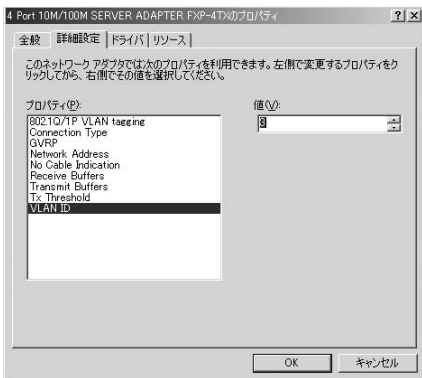 4 Port 10M/100M SERVER ADAPTER FXP-4TXのプロパティ
全般 詳細設定 ドライバ リソース
このネットワーク アダプタでは次のプロパティを利用できます。左側で変更するプロパティをク
リックしてから、右側でその値を選択してください。
プロパティ(P): 値(V):
802.1Q/1P VLAN tagging
Connection Type
GVRP
Network Address
No Cable Indication
Receive Buffers
Transmit Buffers
Tx Threshold
VLAN ID
OK キャンセル